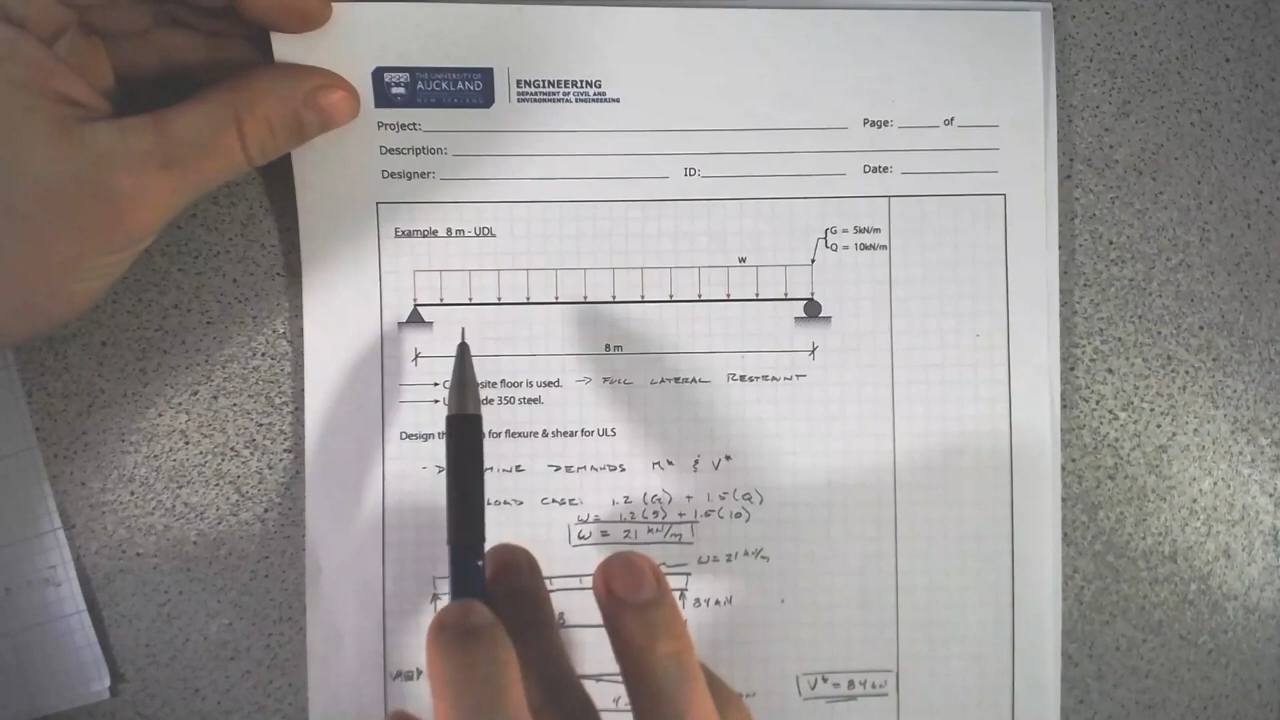 THE UNIVERSITY OF
AUCKLAND
NEW ZEALAND
ENGINEERING
DEPARTMENT OF CIVIL AND
ENVIRONMENTAL ENGINEERING
Project:
Page: of
Description:
Designer: ID: Date:
Example 8 m - UDL
G = 5kN/m
Q = 10kN/m
w
8 m
site floor is used. → FULL LATERAL RESTRAINT
de 350 steel.
Design th for flexure & shear for ULS
- D MINE DEMANDS M* & V*
LOAD CASE: 1.2 (G) + 1.5 (Q)
ω = 1.2(5) + 1.5(10)
ω = 21 kN/m
ω = 21 kN/m
84 kN
8
V* = 84 kN
4